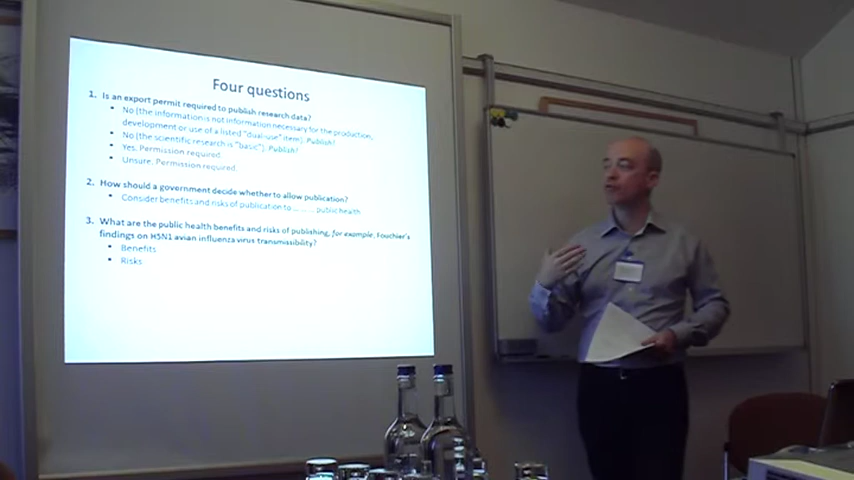 Four questions
1. Is an export permit required to publish research data?
• No (the information is not information necessary for the production,
development or use of a listed "dual-use" item). Publish!
• No (the scientific research is "basic"). Publish!
• Yes. Permission required.
• Unsure. Permission required.
2. How should a government decide whether to allow publication?
• Consider benefits and risks of publication to ... ... ... public health
3. What are the public health benefits and risks of publishing, for example, Fouchier's
findings on H5N1 avian influenza virus transmissibility?
• Benefits
• Risks